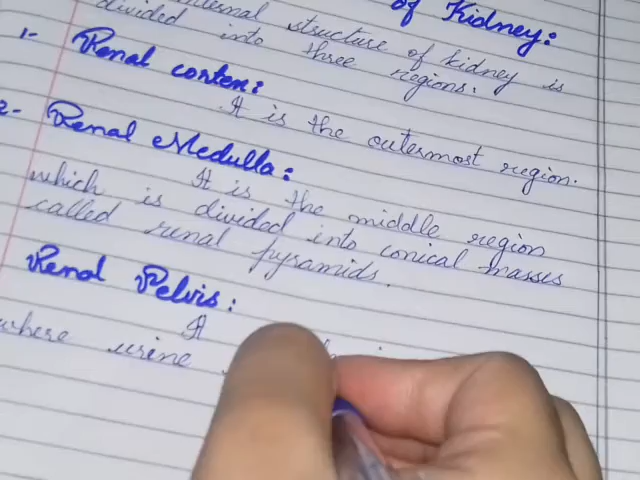 of Kidney:
internal structure of kidney is
divided into three regions.
1- Renal cortex:
It is the outermost region.
2- Renal Medulla:
It is the middle region
which is divided into conical masses
called renal pyramids.
Renal Pelvis:
It
where urine